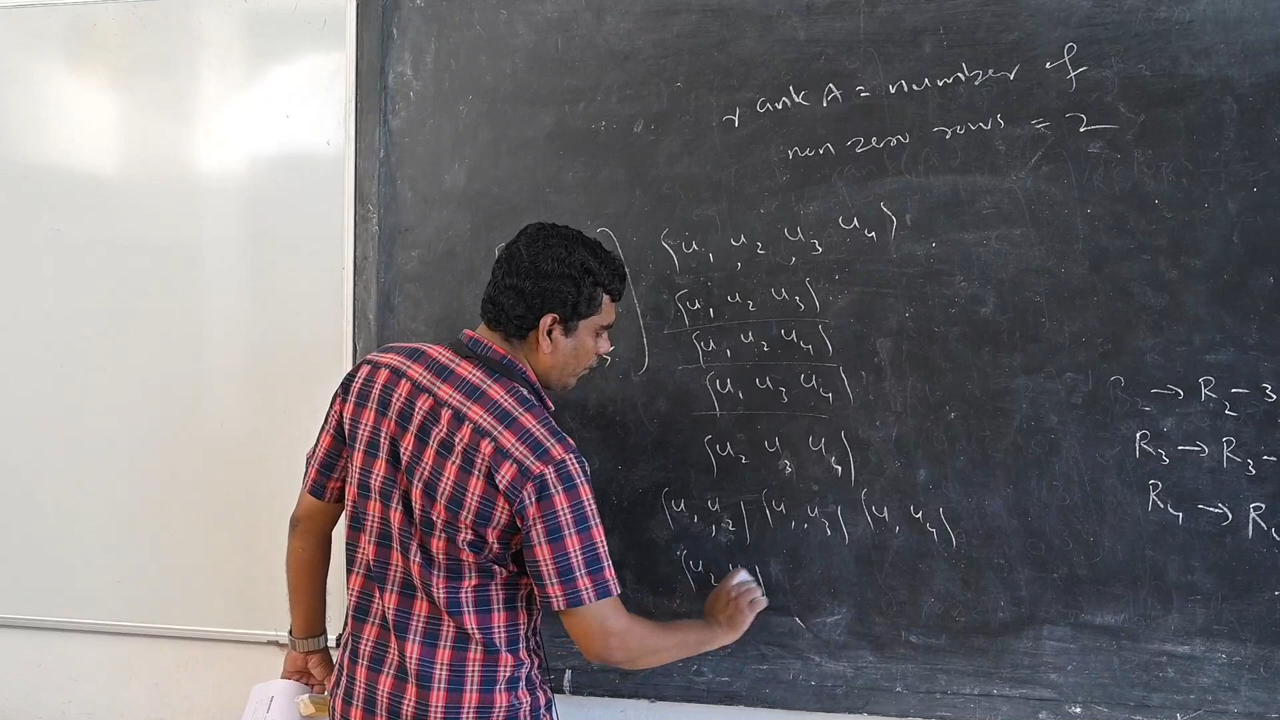 rank A = number of
non zero rows = 2
(u1, u2, u3 u4)
(u1 u2 u3)
(u1 u2 u4)
(u1 u3 u4)
(u2 u3 u4)
(u1, u2) (u1, u3) (u1 u4)
(u2
R2 → R2 - 3
R3 → R3 -
R4 → R4